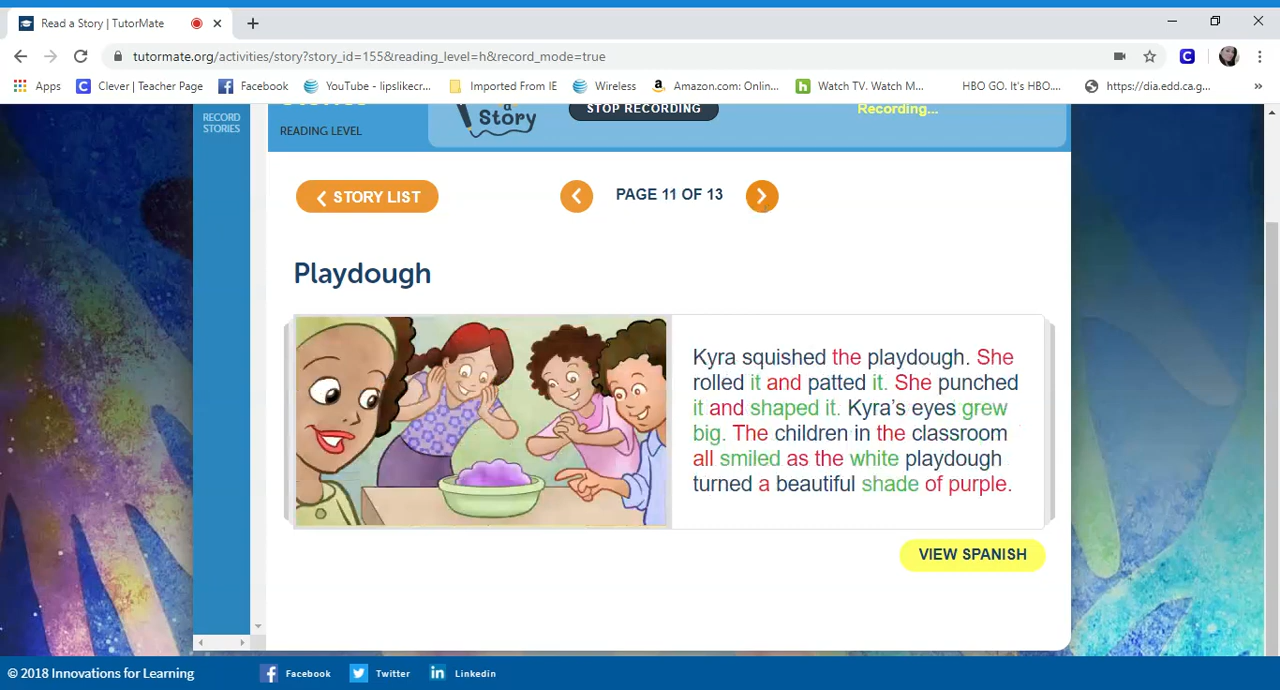 Read a Story | TutorMate
tutormate.org/activities/story?story_id=155&reading_level=h&record_mode=true
Apps
Clever | Teacher Page
Facebook
YouTube - lipslikecr...
Imported From IE
Wireless
Amazon.com: Onlin...
Watch TV. Watch M...
HBO GO. It's HBO....
https://dia.edd.ca.g...
RECORD
STORIES
READING LEVEL
a
Story
STOP RECORDING
Recording...
STORY LIST
PAGE 11 OF 13
Playdough
Kyra squished the playdough. She
rolled it and patted it. She punched
it and shaped it. Kyra's eyes grew
big. The children in the classroom
all smiled as the white playdough
turned a beautiful shade of purple.
VIEW SPANISH
© 2018 Innovations for Learning
Facebook
Twitter
Linkedin